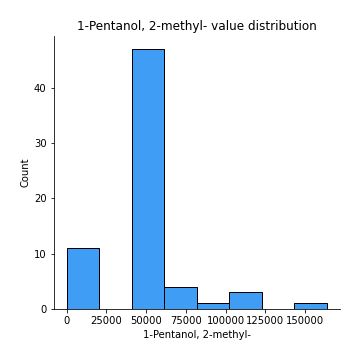 1-Pentanol, 2-methyl- value distribution
40
30
20
10
0
Count
0 25000 50000 75000 100000 125000 150000
1-Pentanol, 2-methyl-